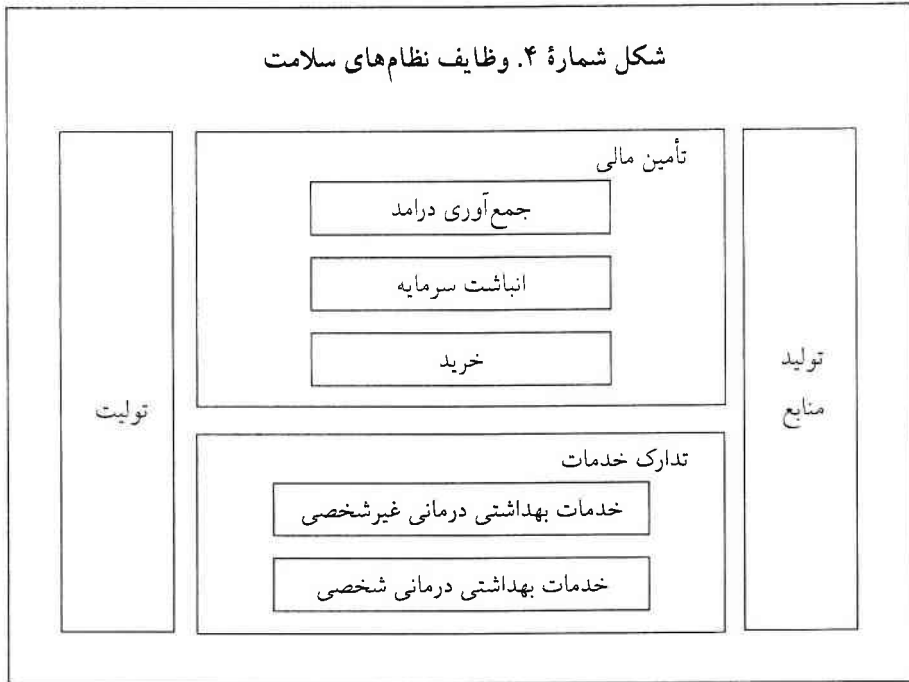 شکل شمارۀ ۴. وظایف نظام‌های سلامت
تولید
منابع
تأمین مالی
جمع‌آوری درامد
انباشت سرمایه
خرید
تدارک خدمات
خدمات بهداشتی درمانی غیرشخصی
خدمات بهداشتی درمانی شخصی
تولیت